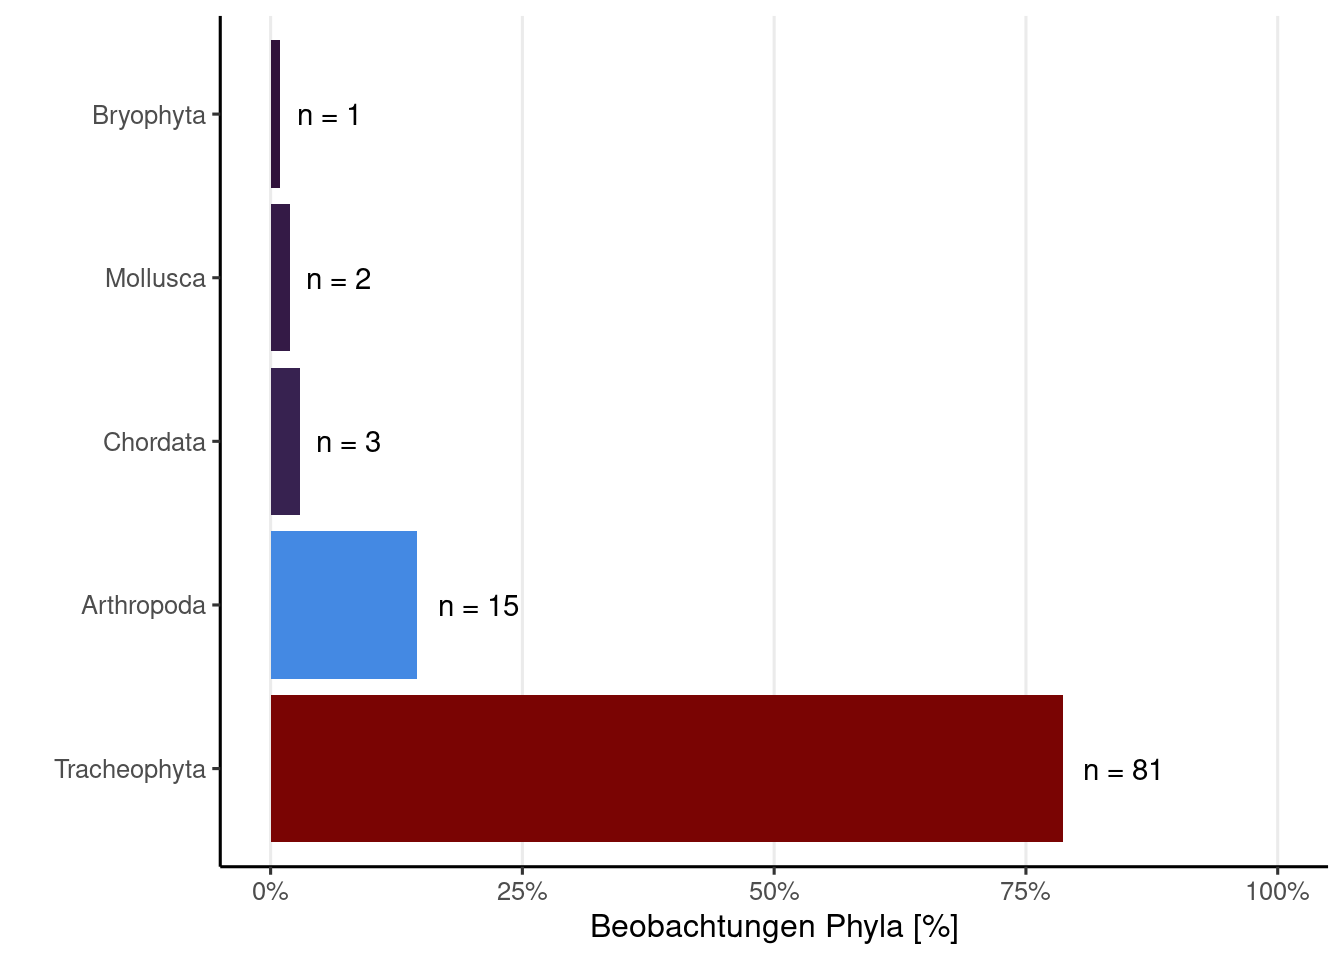 Bryophyta
n = 1
Mollusca
n = 2
Chordata
n = 3
Arthropoda
n = 15
Tracheophyta
n = 81
0%
25%
50%
75%
100%
Beobachtungen Phyla [%]